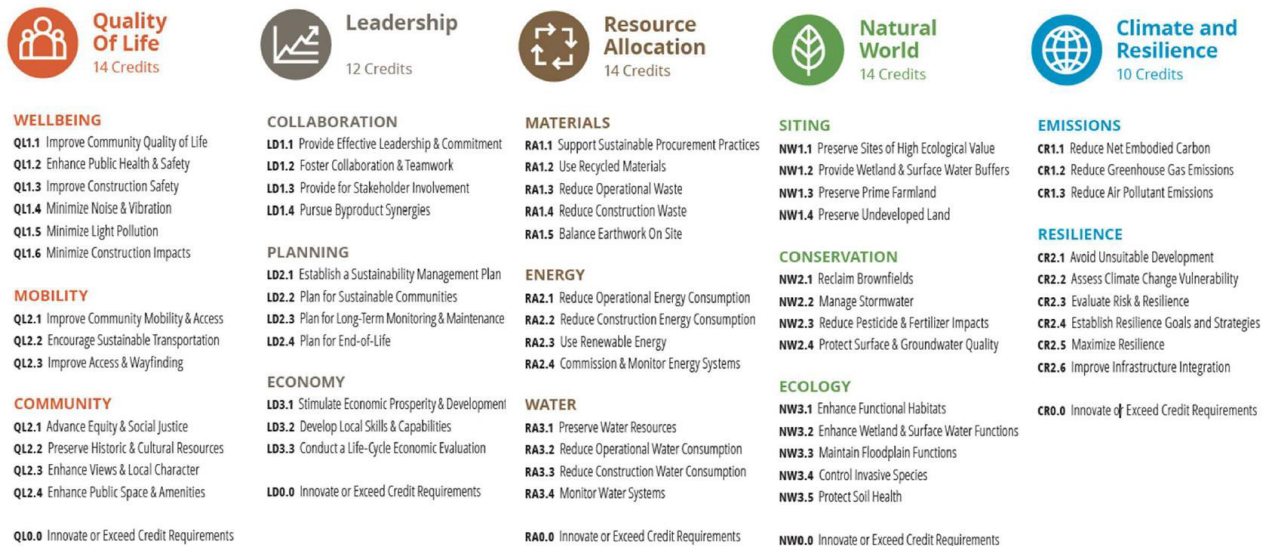 Quality
Of Life
14 Credits
WELLBEING
QL1.1 Improve Community Quality of Life
QL1.2 Enhance Public Health & Safety
QL1.3 Improve Construction Safety
QL1.4 Minimize Noise & Vibration
QL1.5 Minimize Light Pollution
QL1.6 Minimize Construction Impacts
MOBILITY
QL2.1 Improve Community Mobility & Access
QL2.2 Encourage Sustainable Transportation
QL2.3 Improve Access & Wayfinding
COMMUNITY
QL2.1 Advance Equity & Social Justice
QL2.2 Preserve Historic & Cultural Resources
QL2.3 Enhance Views & Local Character
QL2.4 Enhance Public Space & Amenities
QL0.0 Innovate or Exceed Credit Requirements
Leadership
12 Credits
COLLABORATION
LD1.1 Provide Effective Leadership & Commitment
LD1.2 Foster Collaboration & Teamwork
LD1.3 Provide for Stakeholder Involvement
LD1.4 Pursue Byproduct Synergies
PLANNING
LD2.1 Establish a Sustainability Management Plan
LD2.2 Plan for Sustainable Communities
LD2.3 Plan for Long-Term Monitoring & Maintenance
LD2.4 Plan for End-of-Life
ECONOMY
LD3.1 Stimulate Economic Prosperity & Development
LD3.2 Develop Local Skills & Capabilities
LD3.3 Conduct a Life-Cycle Economic Evaluation
LD0.0 Innovate or Exceed Credit Requirements
Resource
Allocation
14 Credits
MATERIALS
RA1.1 Support Sustainable Procurement Practices
RA1.2 Use Recycled Materials
RA1.3 Reduce Operational Waste
RA1.4 Reduce Construction Waste
RA1.5 Balance Earthwork On Site
ENERGY
RA2.1 Reduce Operational Energy Consumption
RA2.2 Reduce Construction Energy Consumption
RA2.3 Use Renewable Energy
RA2.4 Commission & Monitor Energy Systems
WATER
RA3.1 Preserve Water Resources
RA3.2 Reduce Operational Water Consumption
RA3.3 Reduce Construction Water Consumption
RA3.4 Monitor Water Systems
RA0.0 Innovate or Exceed Credit Requirements
Natural
World
14 Credits
SITING
NW1.1 Preserve Sites of High Ecological Value
NW1.2 Provide Wetland & Surface Water Buffers
NW1.3 Preserve Prime Farmland
NW1.4 Preserve Undeveloped Land
CONSERVATION
NW2.1 Reclaim Brownfields
NW2.2 Manage Stormwater
NW2.3 Reduce Pesticide & Fertilizer Impacts
NW2.4 Protect Surface & Groundwater Quality
ECOLOGY
NW3.1 Enhance Functional Habitats
NW3.2 Enhance Wetland & Surface Water Functions
NW3.3 Maintain Floodplain Functions
NW3.4 Control Invasive Species
NW3.5 Protect Soil Health
NW0.0 Innovate or Exceed Credit Requirements
Climate and
Resilience
10 Credits
EMISSIONS
CR1.1 Reduce Net Embodied Carbon
CR1.2 Reduce Greenhouse Gas Emissions
CR1.3 Reduce Air Pollutant Emissions
RESILIENCE
CR2.1 Avoid Unsuitable Development
CR2.2 Assess Climate Change Vulnerability
CR2.3 Evaluate Risk & Resilience
CR2.4 Establish Resilience Goals and Strategies
CR2.5 Maximize Resilience
CR2.6 Improve Infrastructure Integration
CR0.0 Innovate or Exceed Credit Requirements